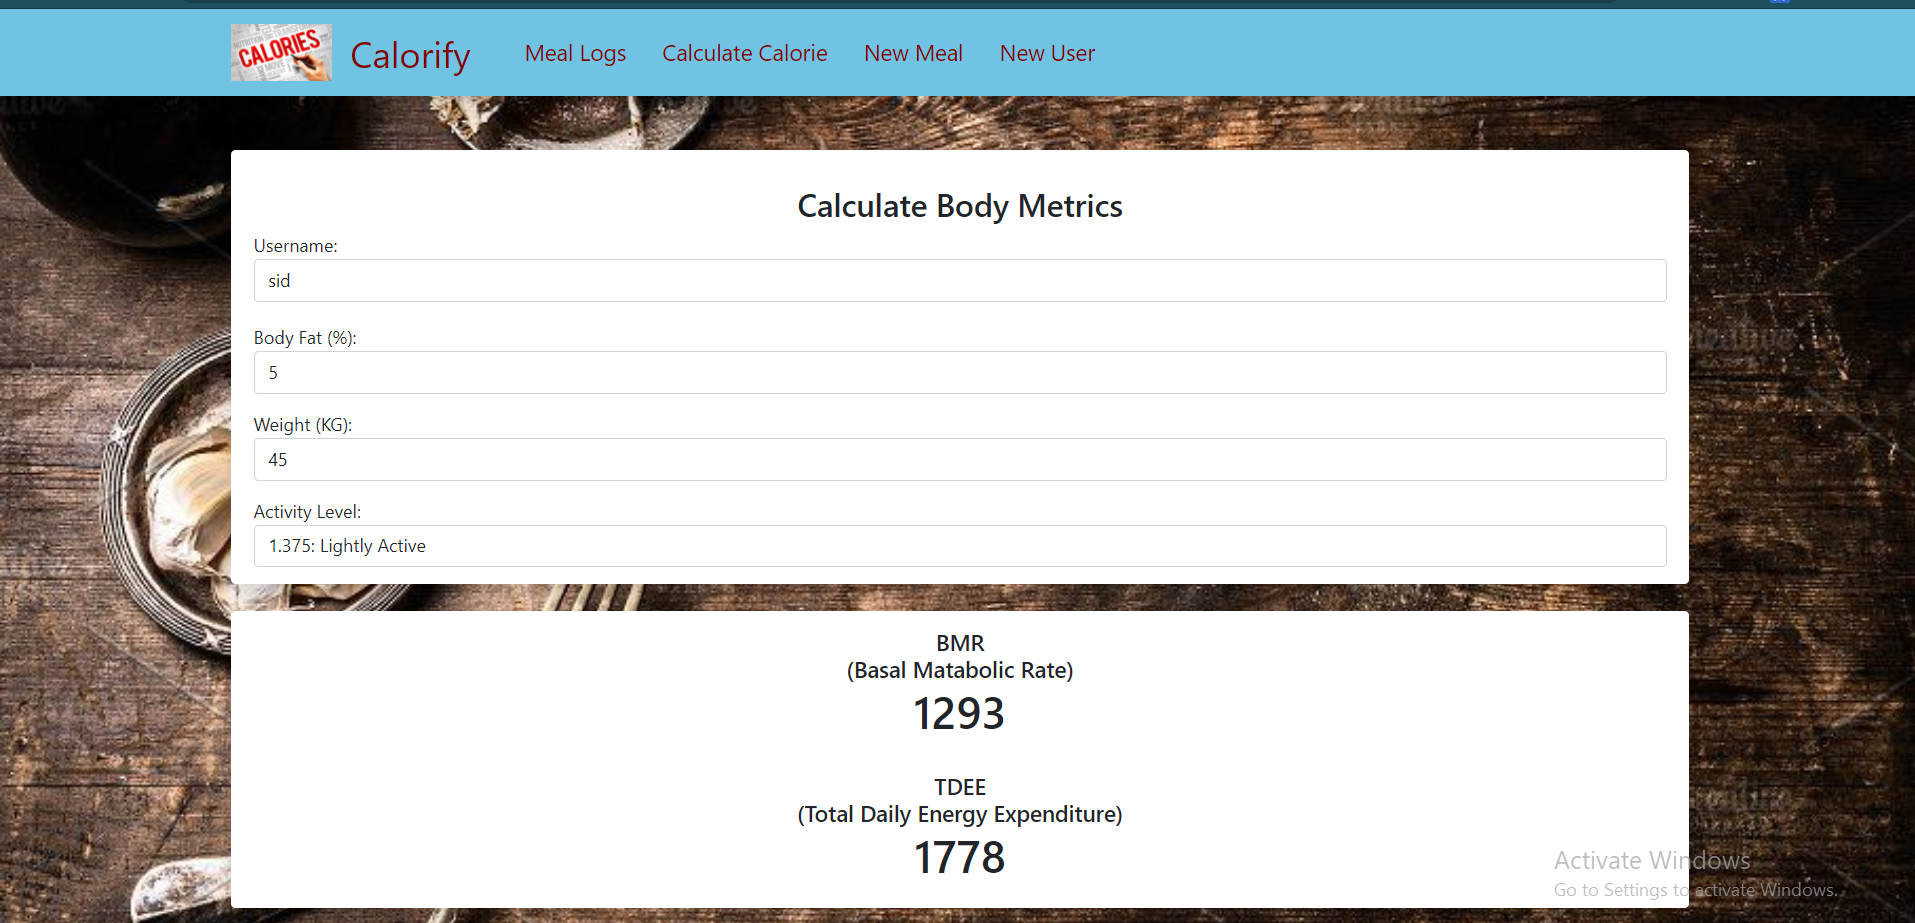 CALORIES
Calorify
Meal Logs
Calculate Calorie
New Meal
New User
Calculate Body Metrics
Username:
sid
Body Fat (%):
5
Weight (KG):
45
Activity Level:
1.375: Lightly Active
BMR
(Basal Matabolic Rate)
1293
TDEE
(Total Daily Energy Expenditure)
1778
Activate Windows
Go to Settings to activate Windows.